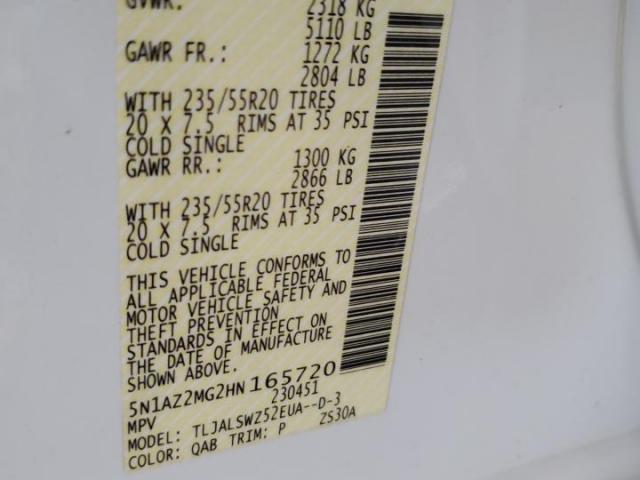 GVWR: 2318 KG
5110 LB
GAWR FR.: 1272 KG
2804 LB
WITH 235/55R20 TIRES
20 X 7.5 RIMS AT 35 PSI
COLD SINGLE
GAWR RR.: 1300 KG
2866 LB
WITH 235/55R20 TIRES
20 X 7.5 RIMS AT 35 PSI
COLD SINGLE
THIS VEHICLE CONFORMS TO
ALL APPLICABLE FEDERAL
MOTOR VEHICLE SAFETY AND
THEFT PREVENTION
STANDARDS IN EFFECT ON
THE DATE OF MANUFACTURE
SHOWN ABOVE.
5N1AZ2MG2HN165720
MPV 230451
MODEL: TLJALSWZ52EUA--D-3
COLOR: QAB TRIM: P ZS30A